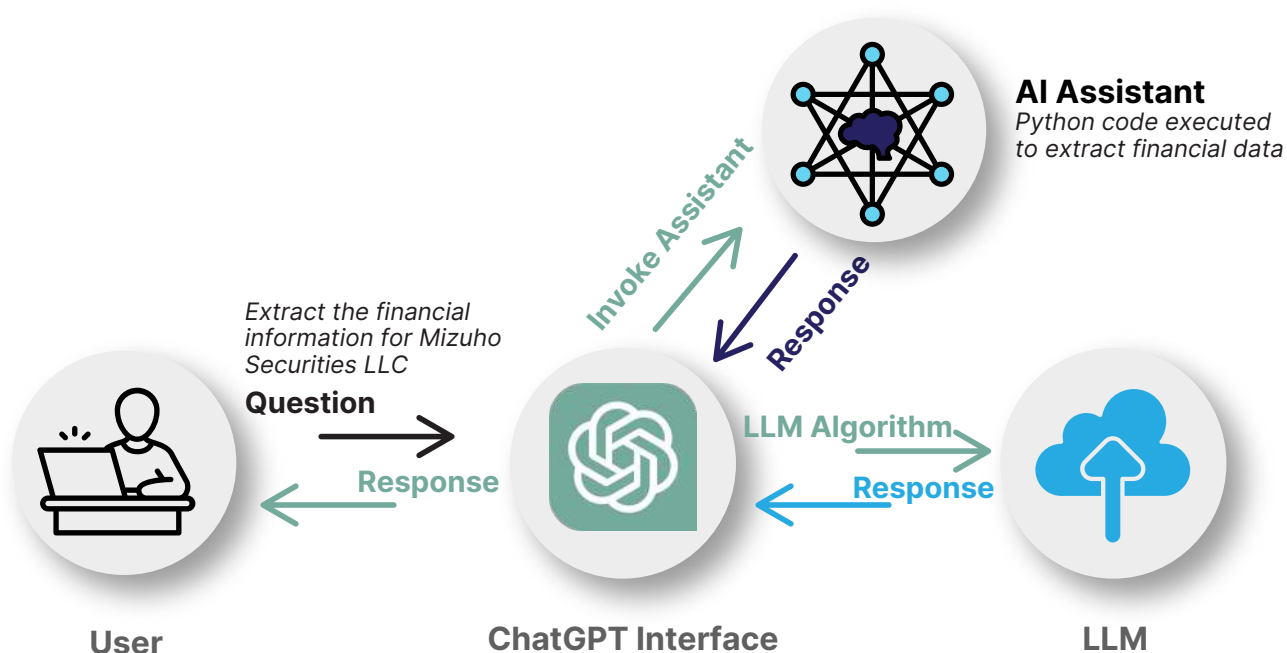 AI Assistant
Python code executed
to extract financial data
Invoke Assistant
Response
Extract the financial
information for Mizuho
Securities LLC
Question
Response
LLM Algorithm
Response
User
ChatGPT Interface
LLM